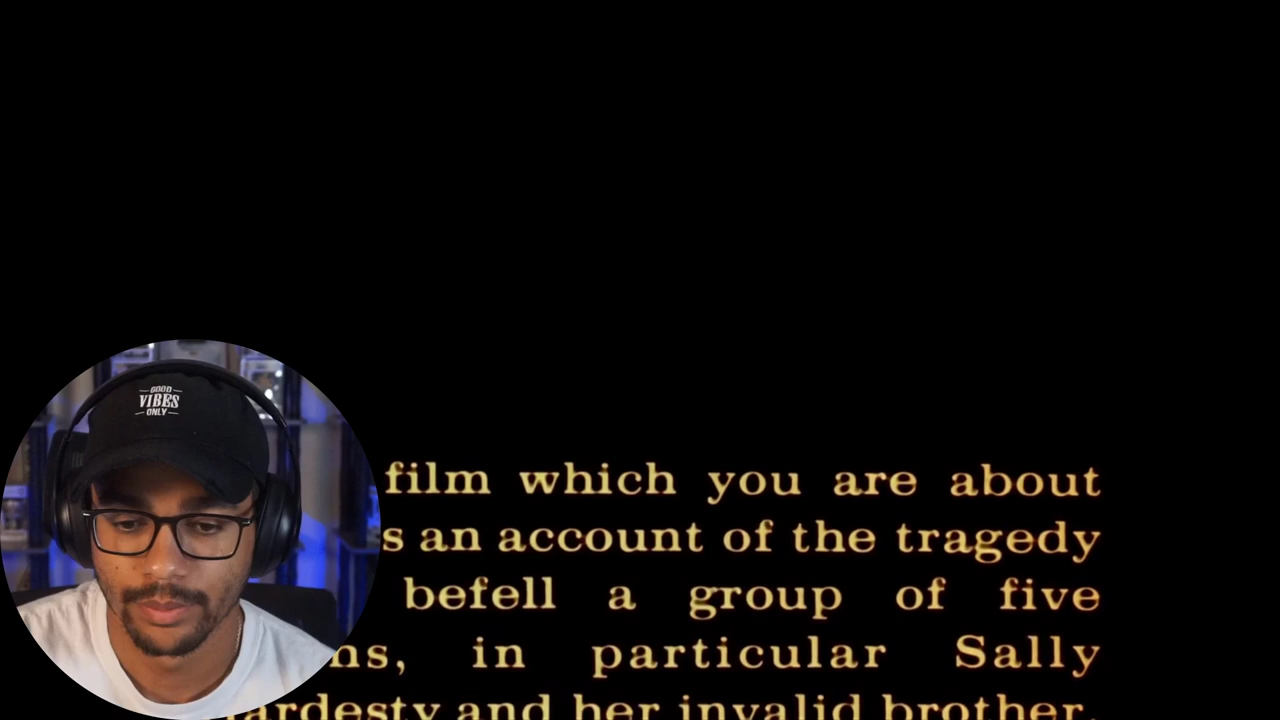 GOOD
VIBES
ONLY
film which you are about
s an account of the tragedy
befell a group of five
ns, in particular Sally
ardesty and her invalid brother,